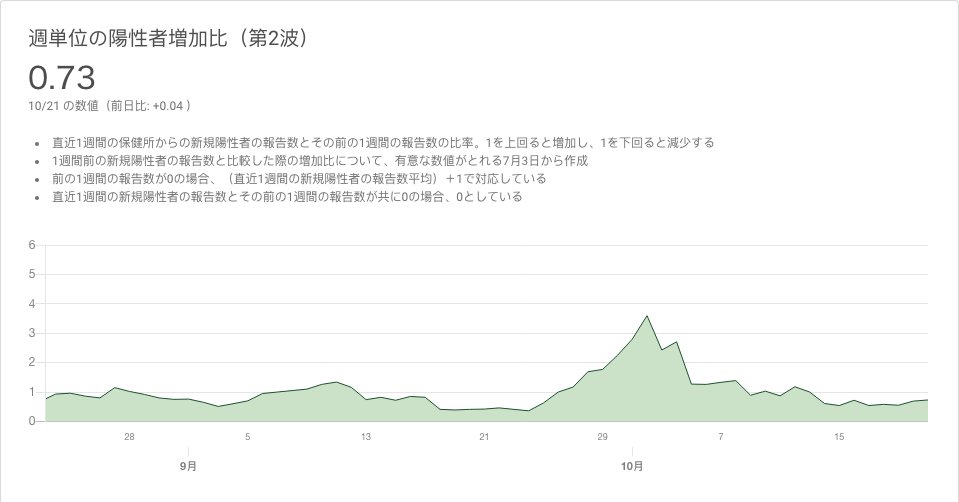 週単位の陽性者増加比（第2波）
0.73
10/21 の数値（前日比: +0.04 ）
• 直近1週間の保健所からの新規陽性者の報告数とその前の1週間の報告数の比率。1を上回ると増加し、1を下回ると減少する
• 1週間前の新規陽性者の報告数と比較した際の増加比について、有意な数値がとれる7月3日から作成
• 前の1週間の報告数が0の場合、（直近1週間の新規陽性者の報告数平均）＋1で対応している
• 直近1週間の新規陽性者の報告数とその前の1週間の報告数が共に0の場合、0としている
6
5
4
3
2
1
0
28 5 13 21 29 7 15
9月 10月